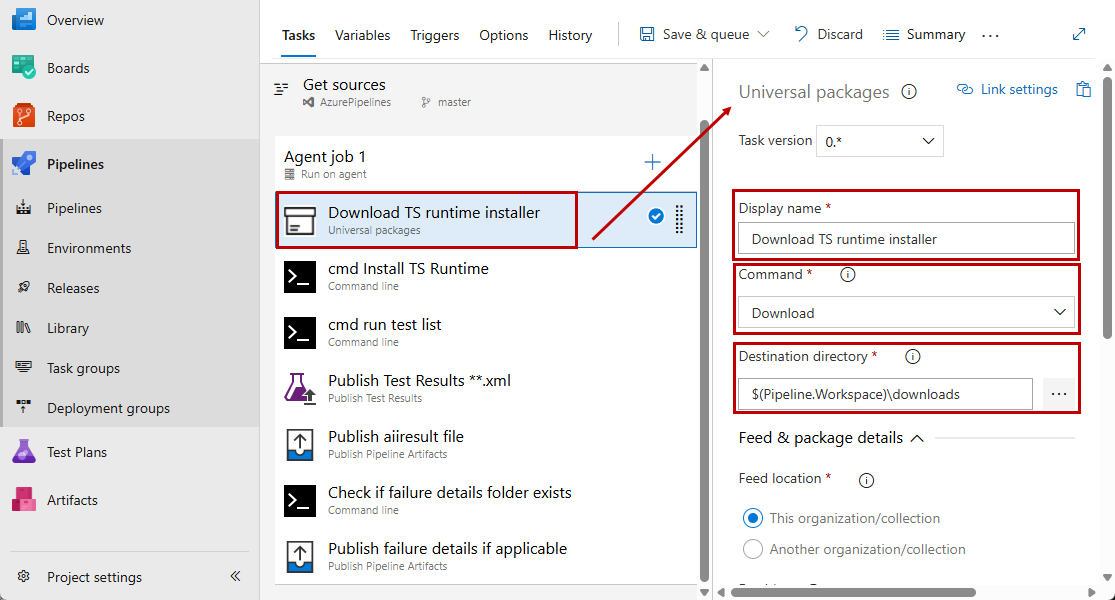 Overview
Boards
Repos
Pipelines
Pipelines
Environments
Releases
Library
Task groups
Deployment groups
Test Plans
Artifacts
Project settings
Tasks Variables Triggers Options History Save & queue Discard Summary ...
Get sources
AzurePipelines master
Agent job 1
Run on agent
Download TS runtime installer
Universal packages
cmd Install TS Runtime
Command line
cmd run test list
Command line
Publish Test Results **.xml
Publish Test Results
Publish aiiresult file
Publish Pipeline Artifacts
Check if failure details folder exists
Command line
Publish failure details if applicable
Publish Pipeline Artifacts
Universal packages Link settings
Task version 0.*
Display name *
Download TS runtime installer
Command *
Download
Destination directory *
$(Pipeline.Workspace)\downloads ...
Feed & package details
Feed location *
This organization/collection
Another organization/collection